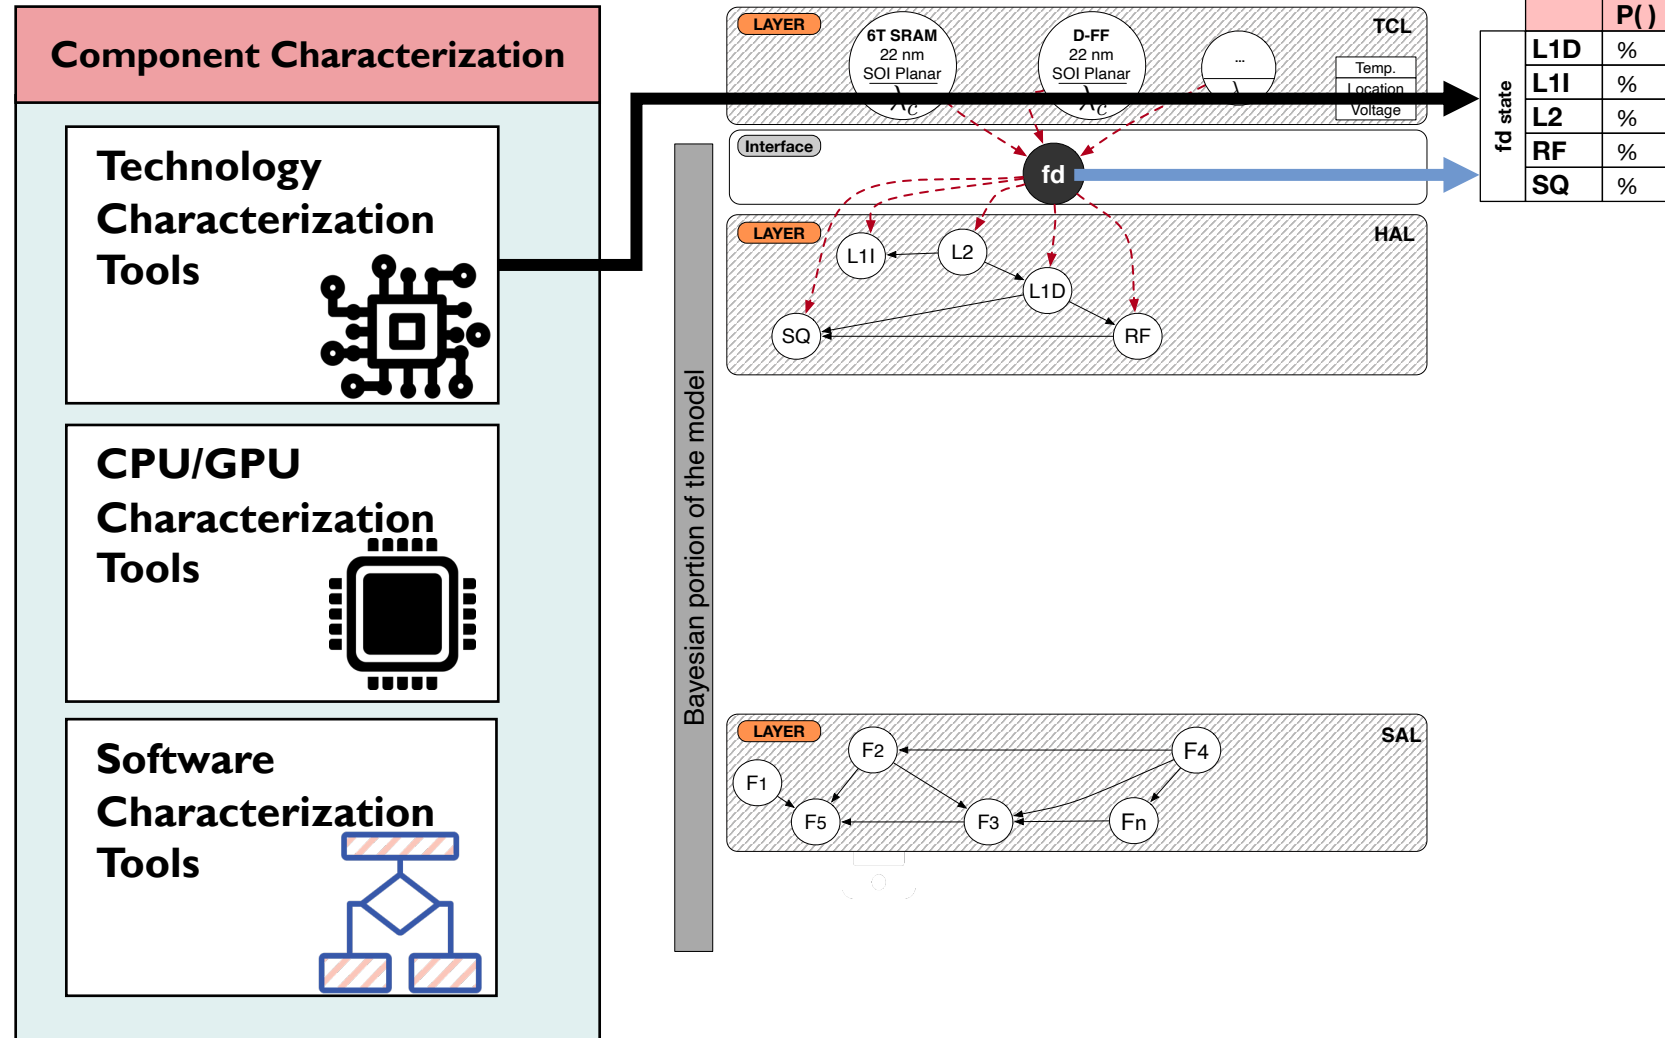 Component Characterization
Technology
Characterization
Tools
CPU/GPU
Characterization
Tools
Software
Characterization
Tools
Bayesian portion of the model
LAYER
TCL
6T SRAM
22 nm
SOI Planar
λc
D-FF
22 nm
SOI Planar
λc
...
Temp.
Location
Voltage
Interface
fd
LAYER
HAL
L1I
L2
L1D
SQ
RF
LAYER
SAL
F1
F2
F4
F5
F3
Fn
P( )
fd state
L1D %
L1I %
L2 %
RF %
SQ %